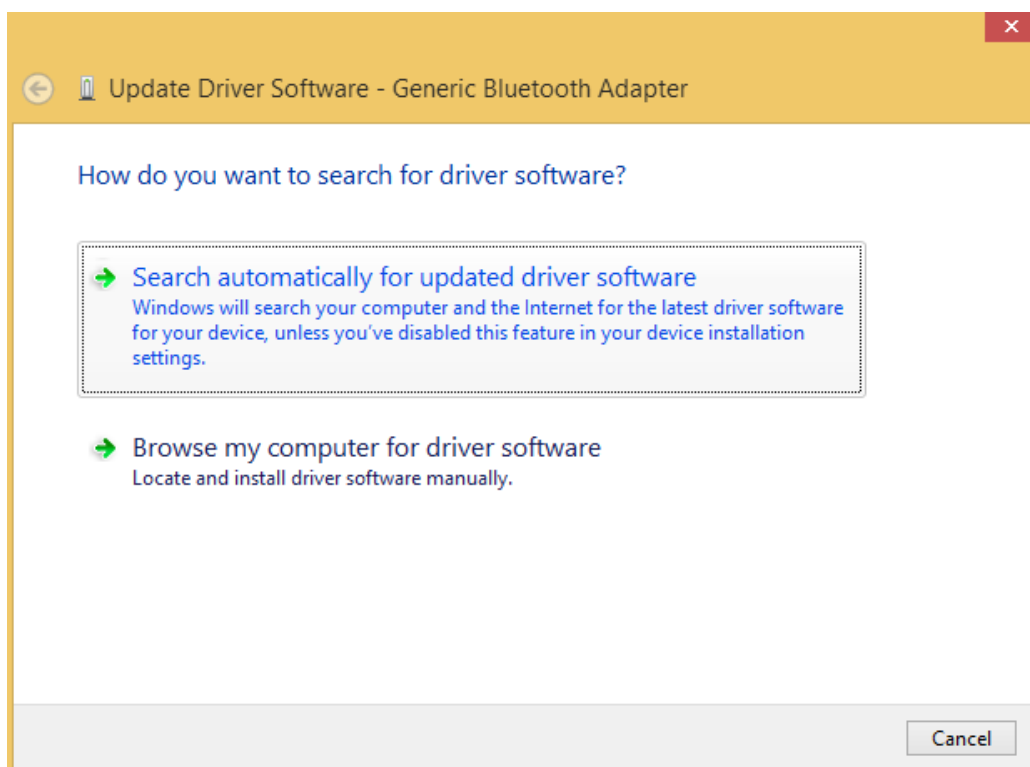 Update Driver Software - Generic Bluetooth Adapter
How do you want to search for driver software?
Search automatically for updated driver software
Windows will search your computer and the Internet for the latest driver software
for your device, unless you've disabled this feature in your device installation
settings.
Browse my computer for driver software
Locate and install driver software manually.
Cancel